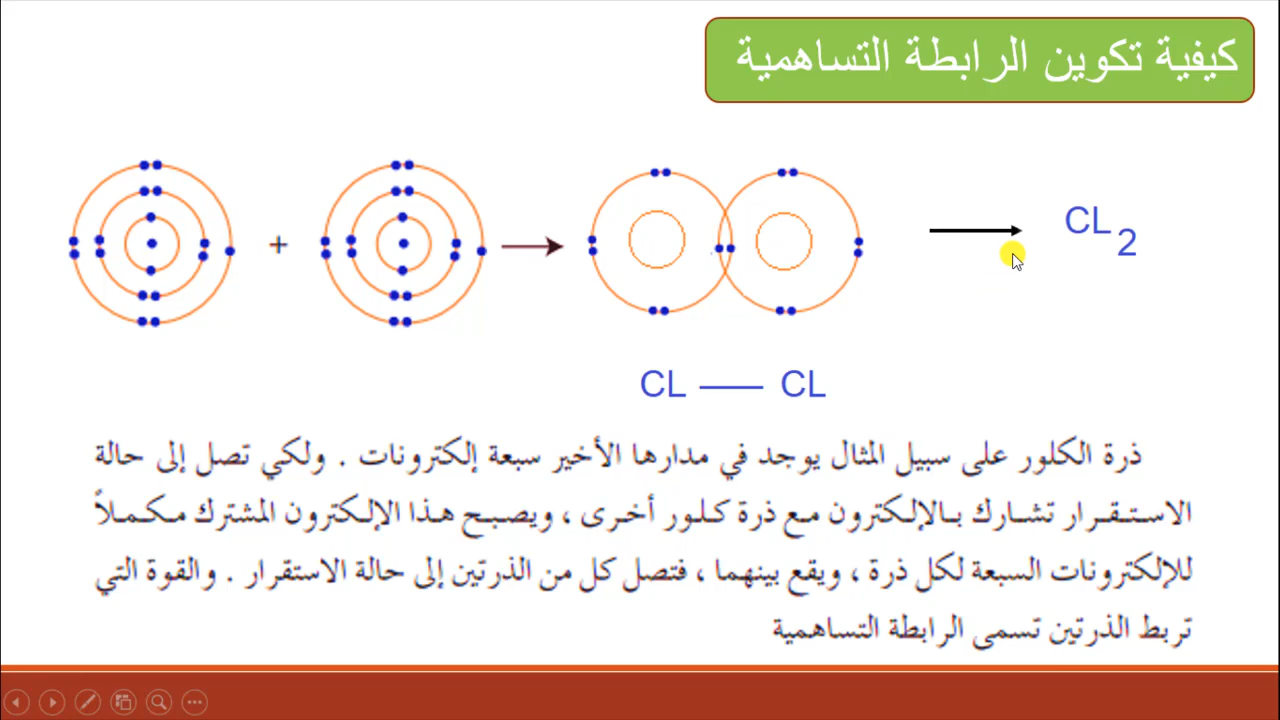 كيفية تكوين الرابطة التساهمية
+
CL2
CL — CL
ذرة الكلور على سبيل المثال يوجد في مدارها الأخير سبعة إلكترونات . ولكي تصل إلى حالة
الاستقرار تشارك بالإلكترون مع ذرة كلور أخرى ، ويصبح هذا الإلكترون المشترك مكملاً
للإلكترونات السبعة لكل ذرة ، ويقع بينهما ، فتصل كل من الذرتين إلى حالة الاستقرار . والقوة التي
تربط الذرتين تسمى الرابطة التساهمية